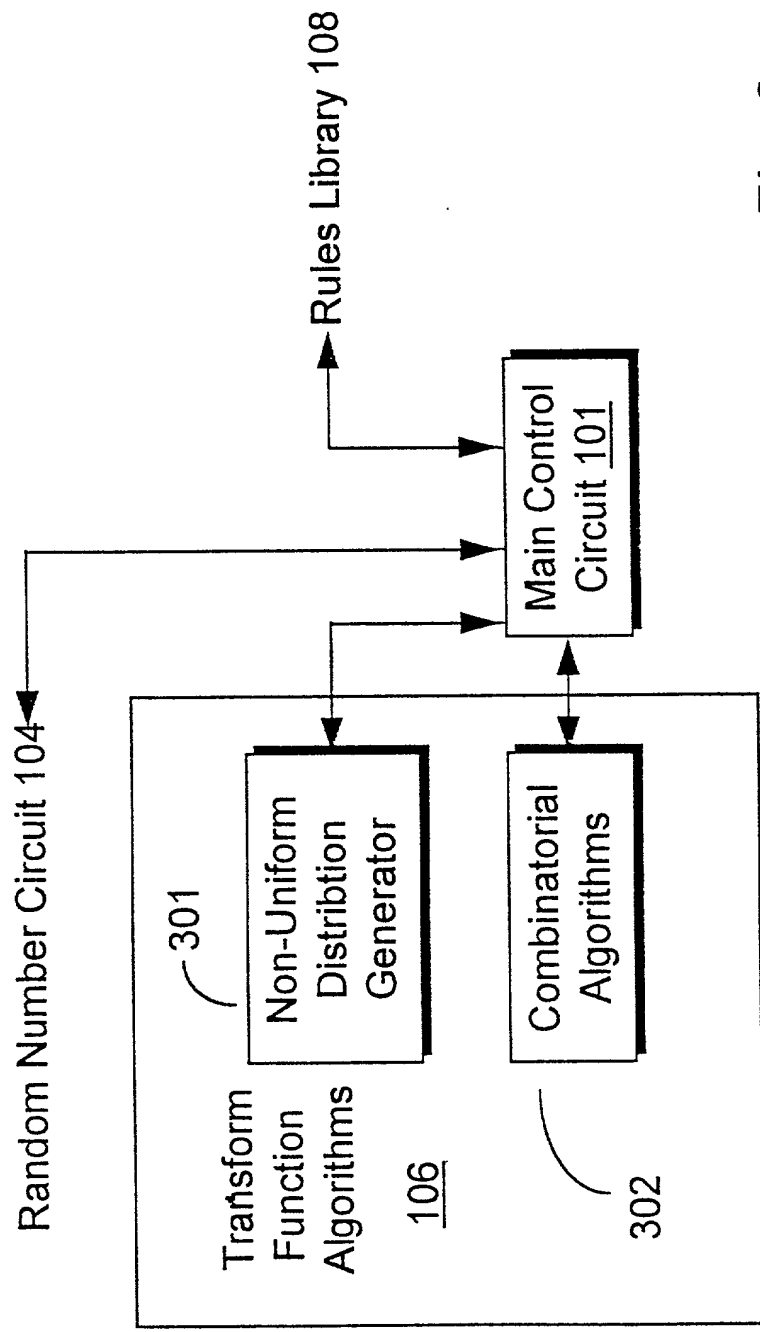 Random Number Circuit 104
Rules Library 108
301
Transform
Function
Algorithms
106
Non-Uniform
Distribtion
Generator
Main Control
Circuit 101
Combinatorial
Algorithms
302